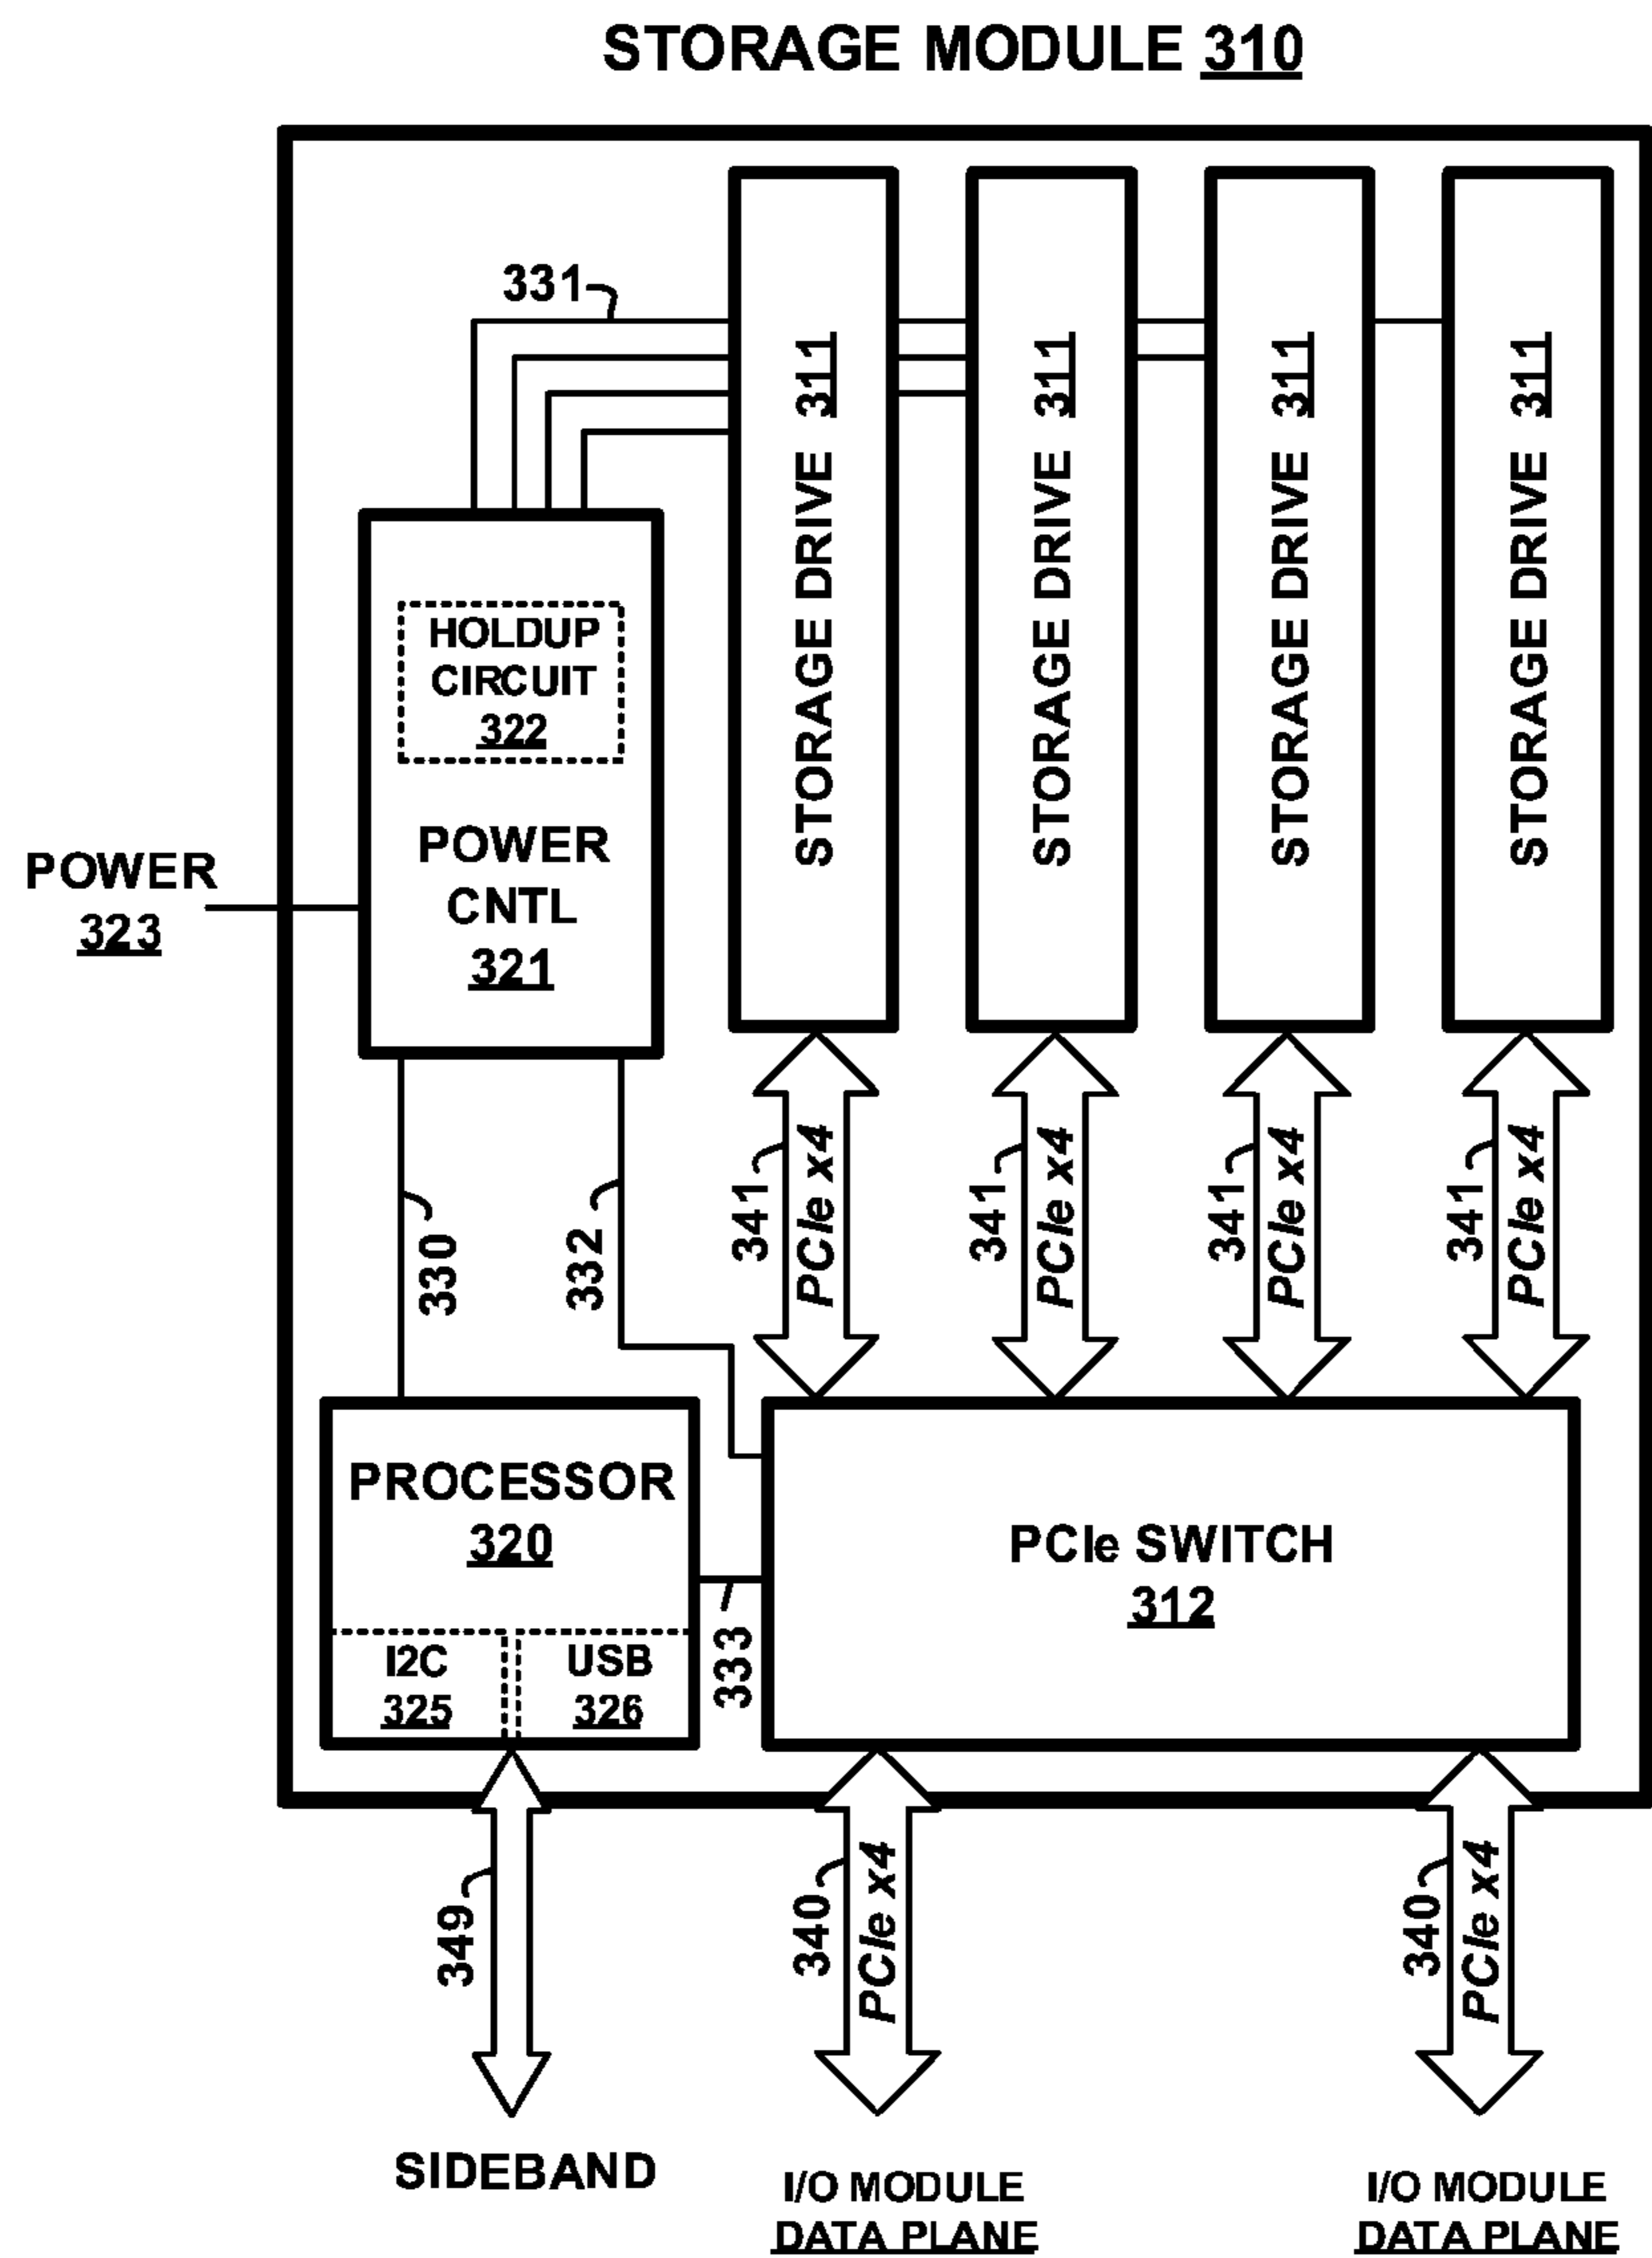 STORAGE MODULE 310
331
STORAGE DRIVE 311
STORAGE DRIVE 311
STORAGE DRIVE 311
STORAGE DRIVE 311
HOLDUP
CIRCUIT
322
POWER
CNTL
321
POWER
323
330
332
341
PCIe x4
341
PCIe x4
341
PCIe x4
341
PCIe x4
PROCESSOR
320
I2C
325
USB
326
333
PCIe SWITCH
312
349
340
PCIe x4
340
PCIe x4
SIDEBAND
I/O MODULE
DATA PLANE
I/O MODULE
DATA PLANE